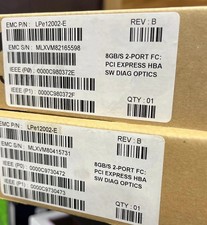 EMC P/N : LPe12002-E
REV : B
EMC S/N : MLXVM82165598
IEEE (P0) : 0000C980372E
8GB/S 2-PORT FC:
PCI EXPRESS HBA
SW DIAG OPTICS
IEEE (P1) : 0000C980372F
QTY : 01
EMC P/N : LPe12002-E
REV : B
EMC S/N : MLXVM80415731
IEEE (P0) : 0000C9730472
8GB/S 2-PORT FC:
PCI EXPRESS HBA
SW DIAG OPTICS
IEEE (P1) : 0000C9730473
QTY : 01